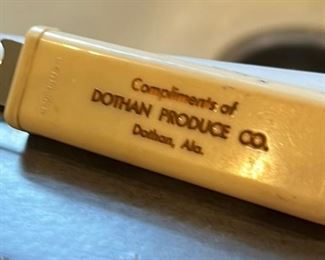 Compliments of
DOTHAN PRODUCE CO.
Dothan, Ala.